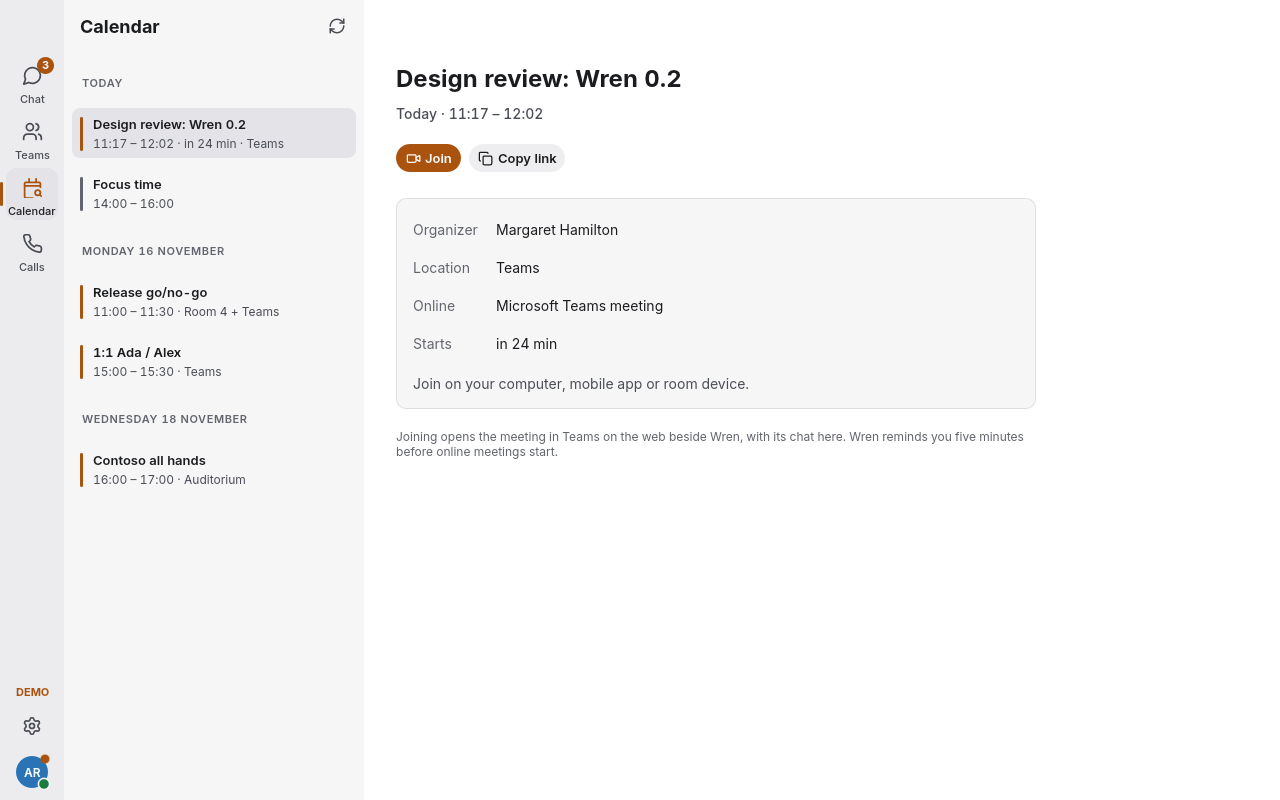 Calendar
3
Chat
Teams
Calendar
Calls
DEMO
AR
TODAY
Design review: Wren 0.2
11:17 – 12:02 · in 24 min · Teams
Focus time
14:00 – 16:00
MONDAY 16 NOVEMBER
Release go/no-go
11:00 – 11:30 · Room 4 + Teams
1:1 Ada / Alex
15:00 – 15:30 · Teams
WEDNESDAY 18 NOVEMBER
Contoso all hands
16:00 – 17:00 · Auditorium
Design review: Wren 0.2
Today · 11:17 – 12:02
Join Copy link
Organizer Margaret Hamilton
Location Teams
Online Microsoft Teams meeting
Starts in 24 min
Join on your computer, mobile app or room device.
Joining opens the meeting in Teams on the web beside Wren, with its chat here. Wren reminds you five minutes
before online meetings start.